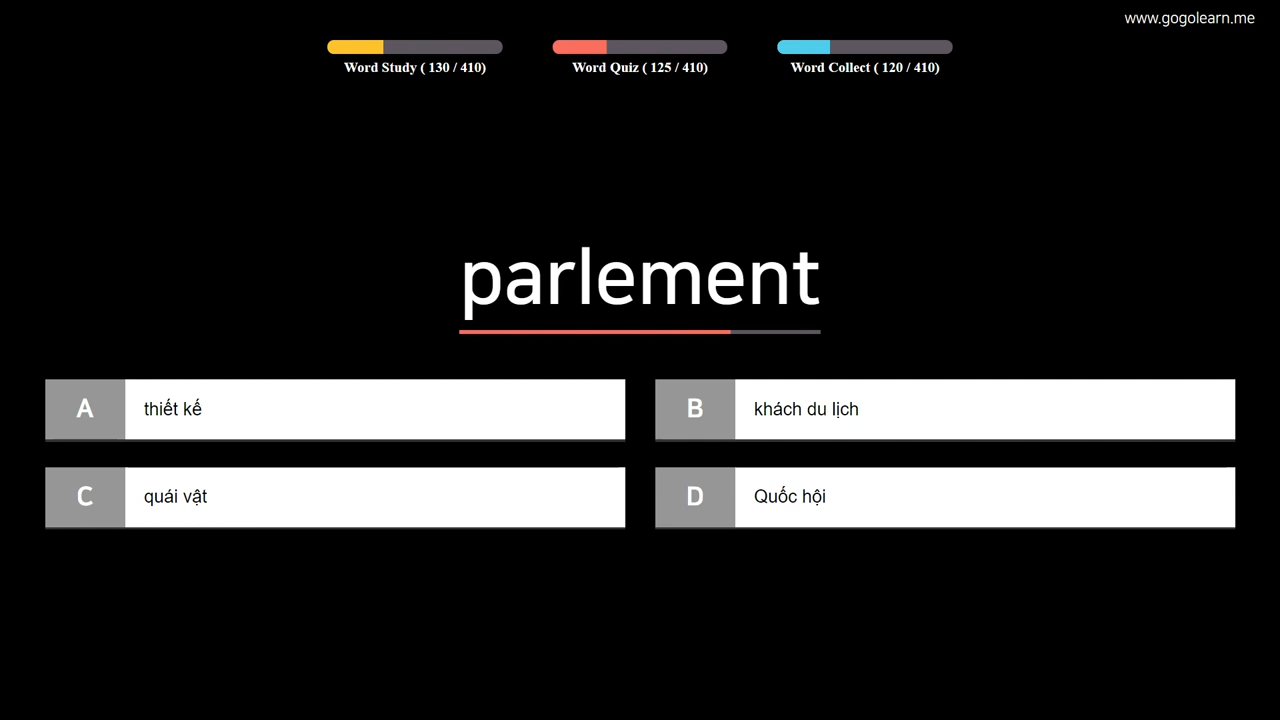 www.gogolearn.me
Word Study ( 130 / 410)
Word Quiz ( 125 / 410)
Word Collect ( 120 / 410)
parlement
A thiết kế
B khách du lịch
C quái vật
D Quốc hội